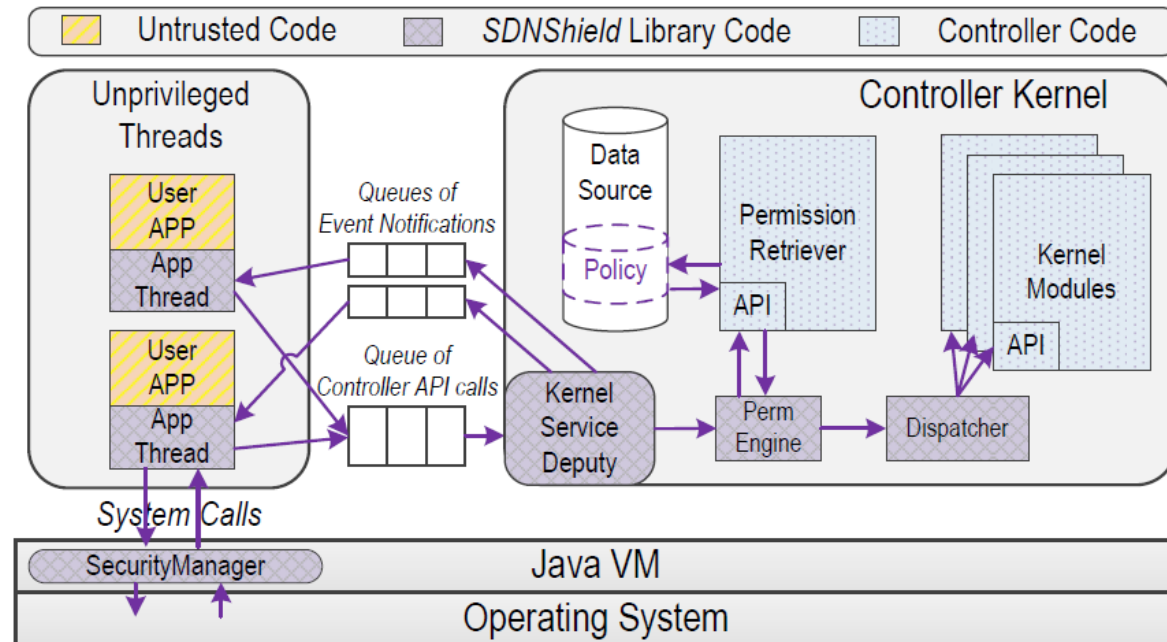 Untrusted Code
SDNShield Library Code
Controller Code
Unprivileged
Threads
User
APP
App
Thread
User
APP
App
Thread
System Calls
Queues of
Event Notifications
Queue of
Controller API calls
Controller Kernel
Data
Source
Policy
Permission
Retriever
API
Kernel
Modules
API
Kernel
Service
Deputy
Perm
Engine
Dispatcher
SecurityManager
Java VM
Operating System